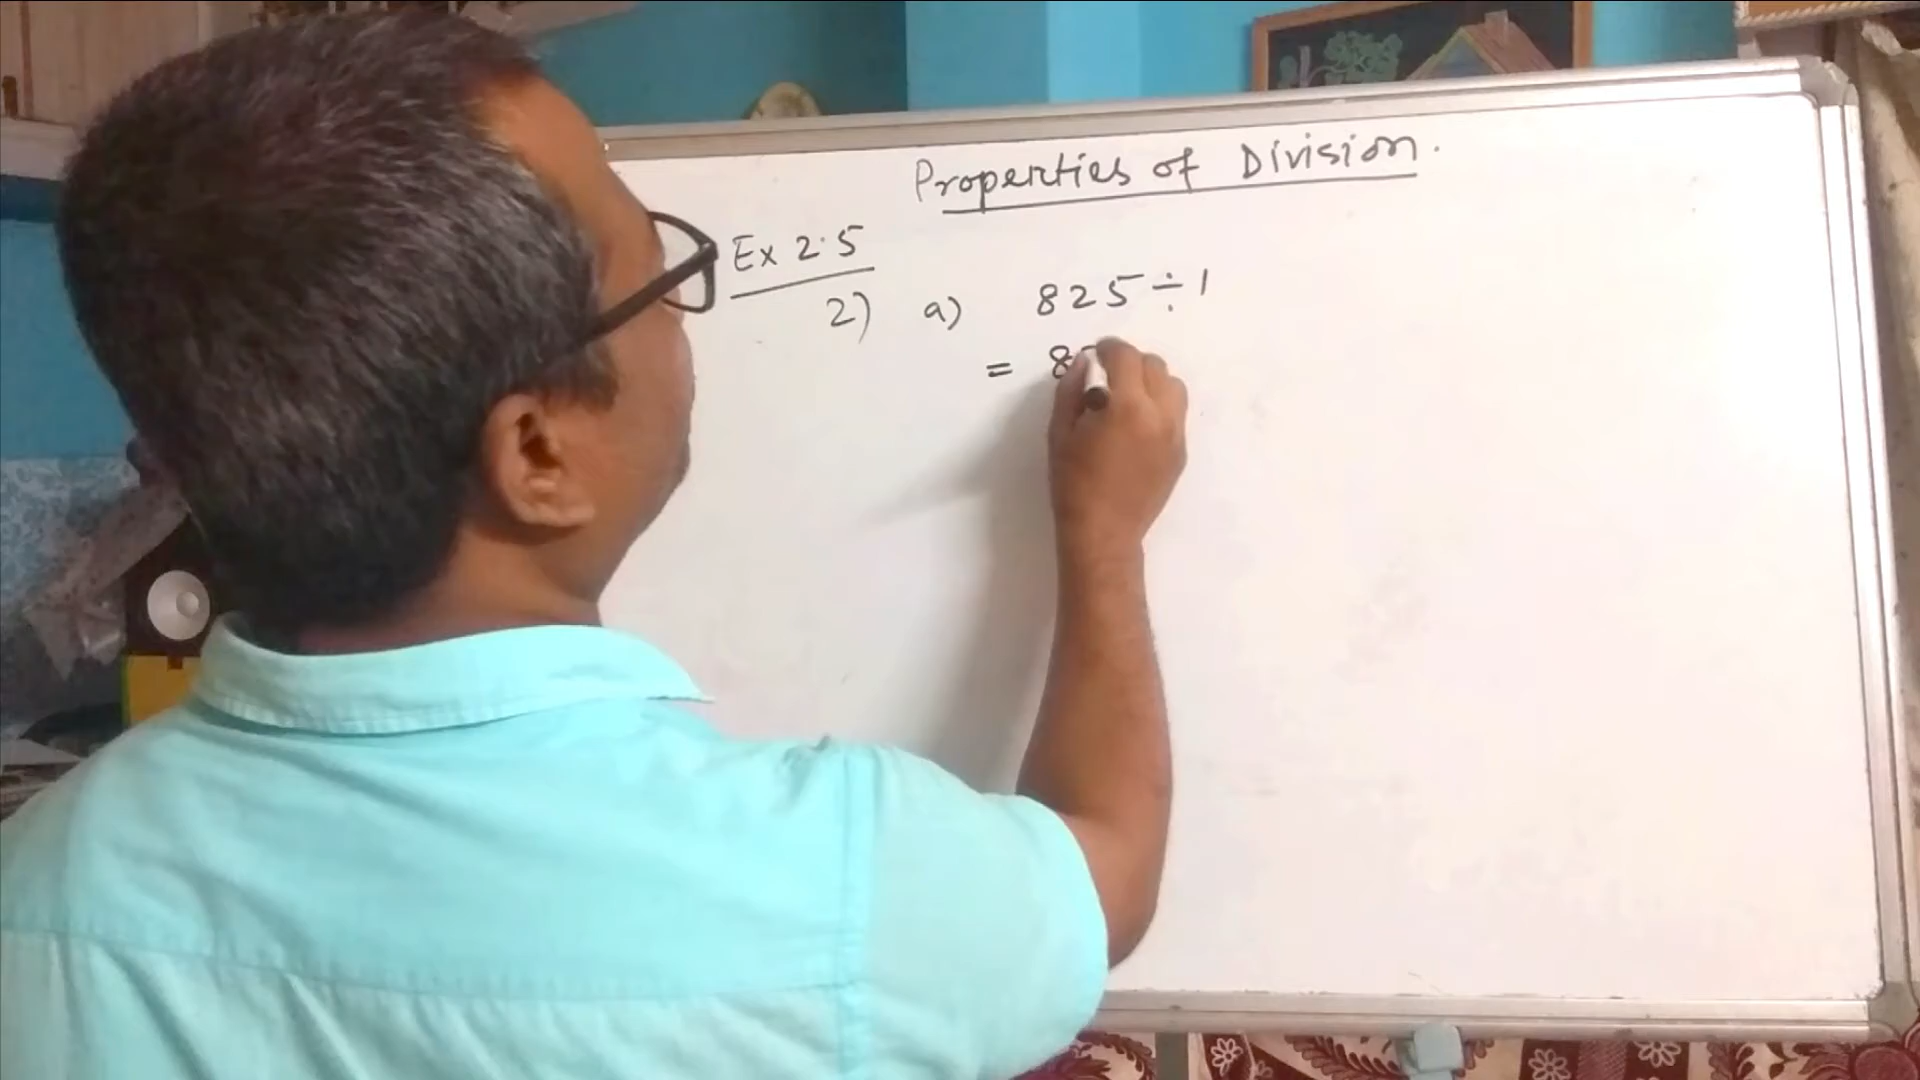 Properties of Division.
Ex 2.5
2) a) 825 ÷ 1
= 8